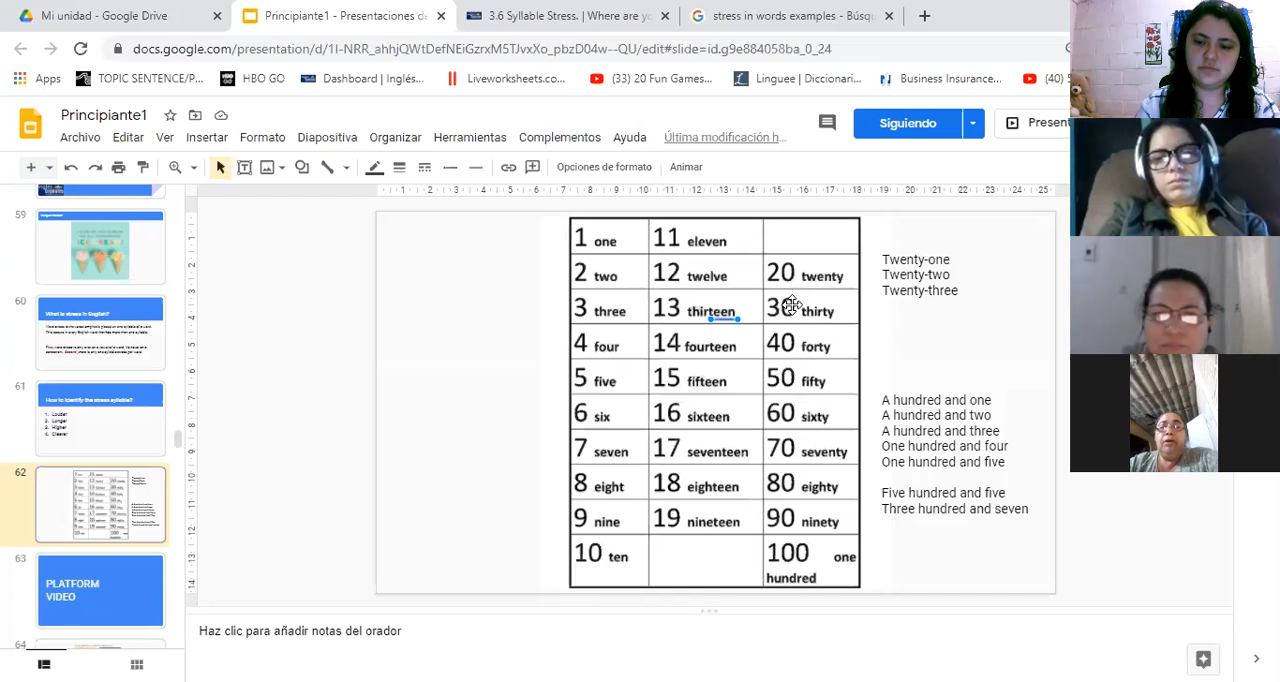 Mi unidad - Google Drive
Principiante1 - Presentaciones de
3.6 Syllable Stress. | Where are yo
stress in words examples - Búsqu
docs.google.com/presentation/d/1I-NRR_ahhjQWtDefNEiGzrxM5TJvxXo_pbzD04w--QU/edit#slide=id.g9e884058ba_0_24
Apps
TOPIC SENTENCE/P...
HBO GO
Dashboard | Inglés...
Liveworksheets.co...
(33) 20 Fun Games...
Linguee | Diccionari...
Business Insurance...
(40) 5
Principiante1
Archivo Editar Ver Insertar Formato Diapositiva Organizar Herramientas Complementos Ayuda Última modificación h...
Siguiendo
Present
Opciones de formato Animar
59
60
What is stress in English?
61
How to identify the stress syllable?
1. Louder
2. Longer
3. Higher
4. Clearer
62
63
PLATFORM
VIDEO
64
1 one 11 eleven
2 two 12 twelve 20 twenty
3 three 13 thirteen 30 thirty
4 four 14 fourteen 40 forty
5 five 15 fifteen 50 fifty
6 six 16 sixteen 60 sixty
7 seven 17 seventeen 70 seventy
8 eight 18 eighteen 80 eighty
9 nine 19 nineteen 90 ninety
10 ten 100 one
hundred
Twenty-one
Twenty-two
Twenty-three
A hundred and one
A hundred and two
A hundred and three
One hundred and four
One hundred and five
Five hundred and five
Three hundred and seven
Haz clic para añadir notas del orador